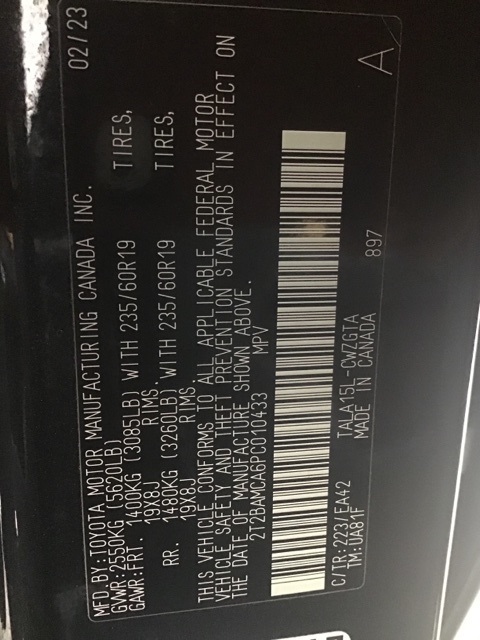 MFD.BY:TOYOTA MOTOR MANUFACTURING CANADA INC. 02/23
GVWR:2550KG (5620LB)
GAWR:FRT. 1400KG (3085LB) WITH 235/60R19 TIRES,
19X8J RIMS.
RR. 1480KG (3260LB) WITH 235/60R19 TIRES,
19X8J RIMS.
THIS VEHICLE CONFORMS TO ALL APPLICABLE FEDERAL MOTOR
VEHICLE SAFETY AND THEFT PREVENTION STANDARDS IN EFFECT ON
THE DATE OF MANUFACTURE SHOWN ABOVE.
2T2BAMCA6PC010433 MPV
C/TR:223/EA42 TALA15L-CWZGTA 897 A
TM:UA81F MADE IN CANADA